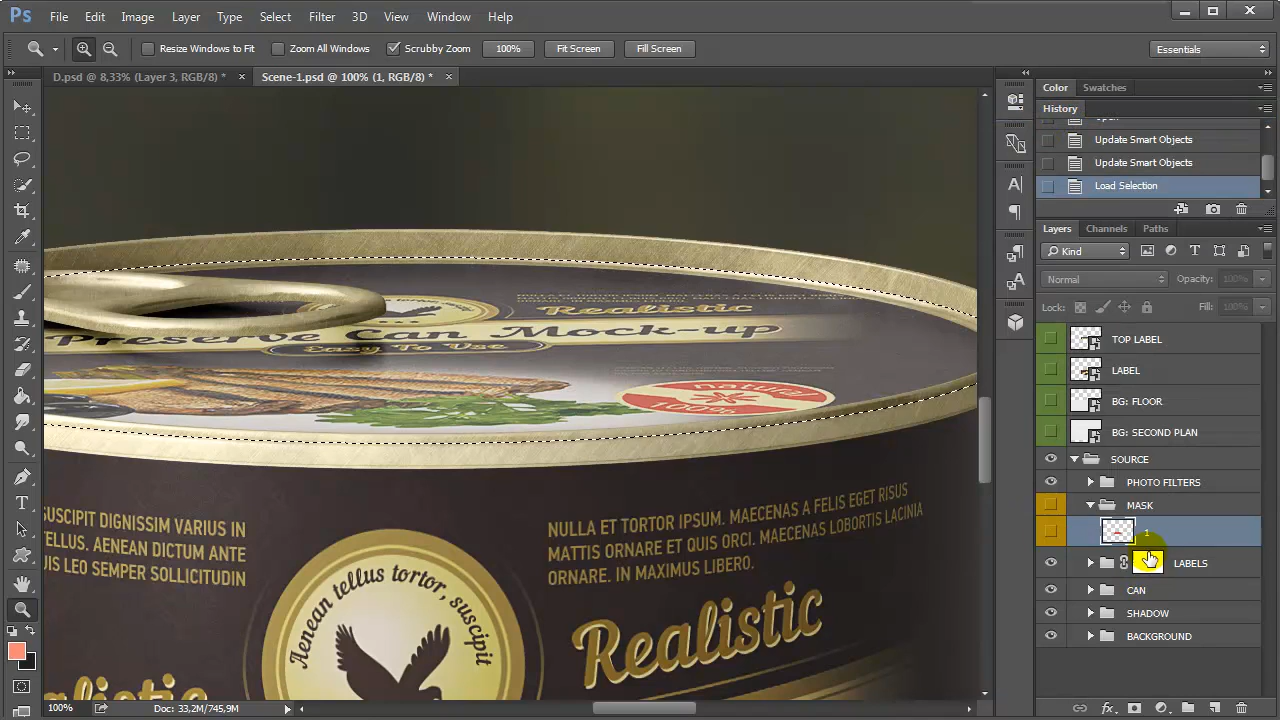 Ps File Edit Image Layer Type Select Filter 3D View Window Help
Resize Windows to Fit Zoom All Windows Scrubby Zoom 100% Fit Screen Fill Screen Essentials
D.psd @ 8,33% (Layer 3, RGB/8) * Scene-1.psd @ 100% (1, RGB/8) *
Color Swatches
History
Update Smart Objects
Update Smart Objects
Load Selection
Layers Channels Paths
Kind
Normal Opacity: 100%
Lock: Fill: 100%
TOP LABEL
LABEL
BG: FLOOR
BG: SECOND PLAN
SOURCE
PHOTO FILTERS
MASK
1
LABELS
CAN
SHADOW
BACKGROUND
Realistic
Preserve Can Mock-up
Easy To Use
Natural
100%
SUSCIPIT DIGNISSIM VARIUS IN
TELLUS. AENEAN DICTUM ANTE
UIS LEO SEMPER SOLLICITUDIN
Aenean tellus tortor, suscipit
NULLA ET TORTOR IPSUM. MAECENAS A FELIS EGET RISUS
MATTIS ORNARE ET QUIS ORCI. MAECENAS LOBORTIS LACINIA
ORNARE. IN MAXIMUS LIBERO.
Realistic
alistic
100% Doc: 33,2M/745,9M